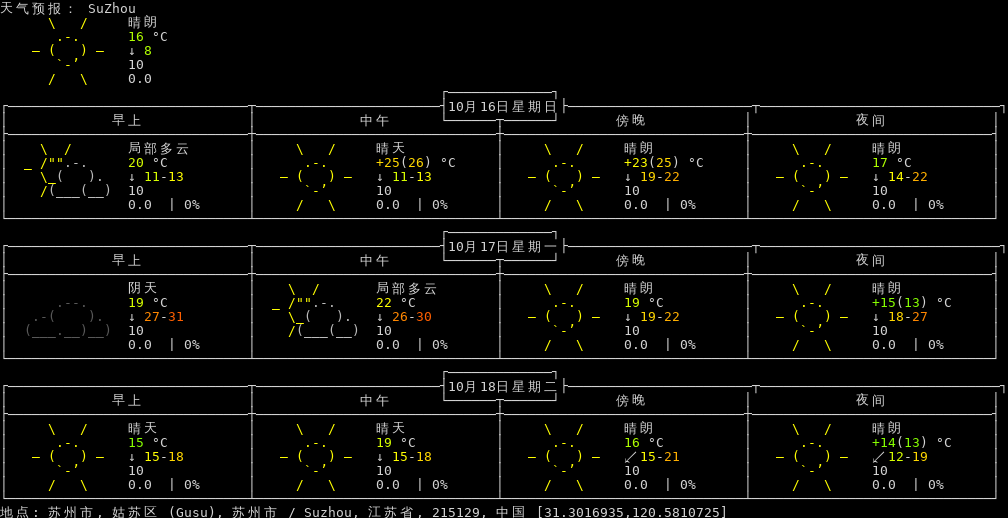 天气预报: SuZhou
晴朗
16 °C
↓ 8
10
0.0
10月16日星期日
早上 中午 傍晚 夜间
局部多云 晴天 晴朗 晴朗
20 °C +25(26) °C +23(25) °C 17 °C
↓ 11-13 ↓ 11-13 ↓ 19-22 ↓ 14-22
10 10 10 10
0.0 | 0% 0.0 | 0% 0.0 | 0% 0.0 | 0%
10月17日星期一
早上 中午 傍晚 夜间
阴天 局部多云 晴朗 晴朗
19 °C 22 °C 19 °C +15(13) °C
↓ 27-31 ↓ 26-30 ↓ 19-22 ↓ 18-27
10 10 10 10
0.0 | 0% 0.0 | 0% 0.0 | 0% 0.0 | 0%
10月18日星期二
早上 中午 傍晚 夜间
晴天 晴天 晴朗 晴朗
15 °C 19 °C 16 °C +14(13) °C
↓ 15-18 ↓ 15-18 ↙ 15-21 ↙ 12-19
10 10 10 10
0.0 | 0% 0.0 | 0% 0.0 | 0% 0.0 | 0%
地点: 苏州市, 姑苏区 (Gusu), 苏州市 / Suzhou, 江苏省, 215129, 中国 [31.3016935,120.5810725]